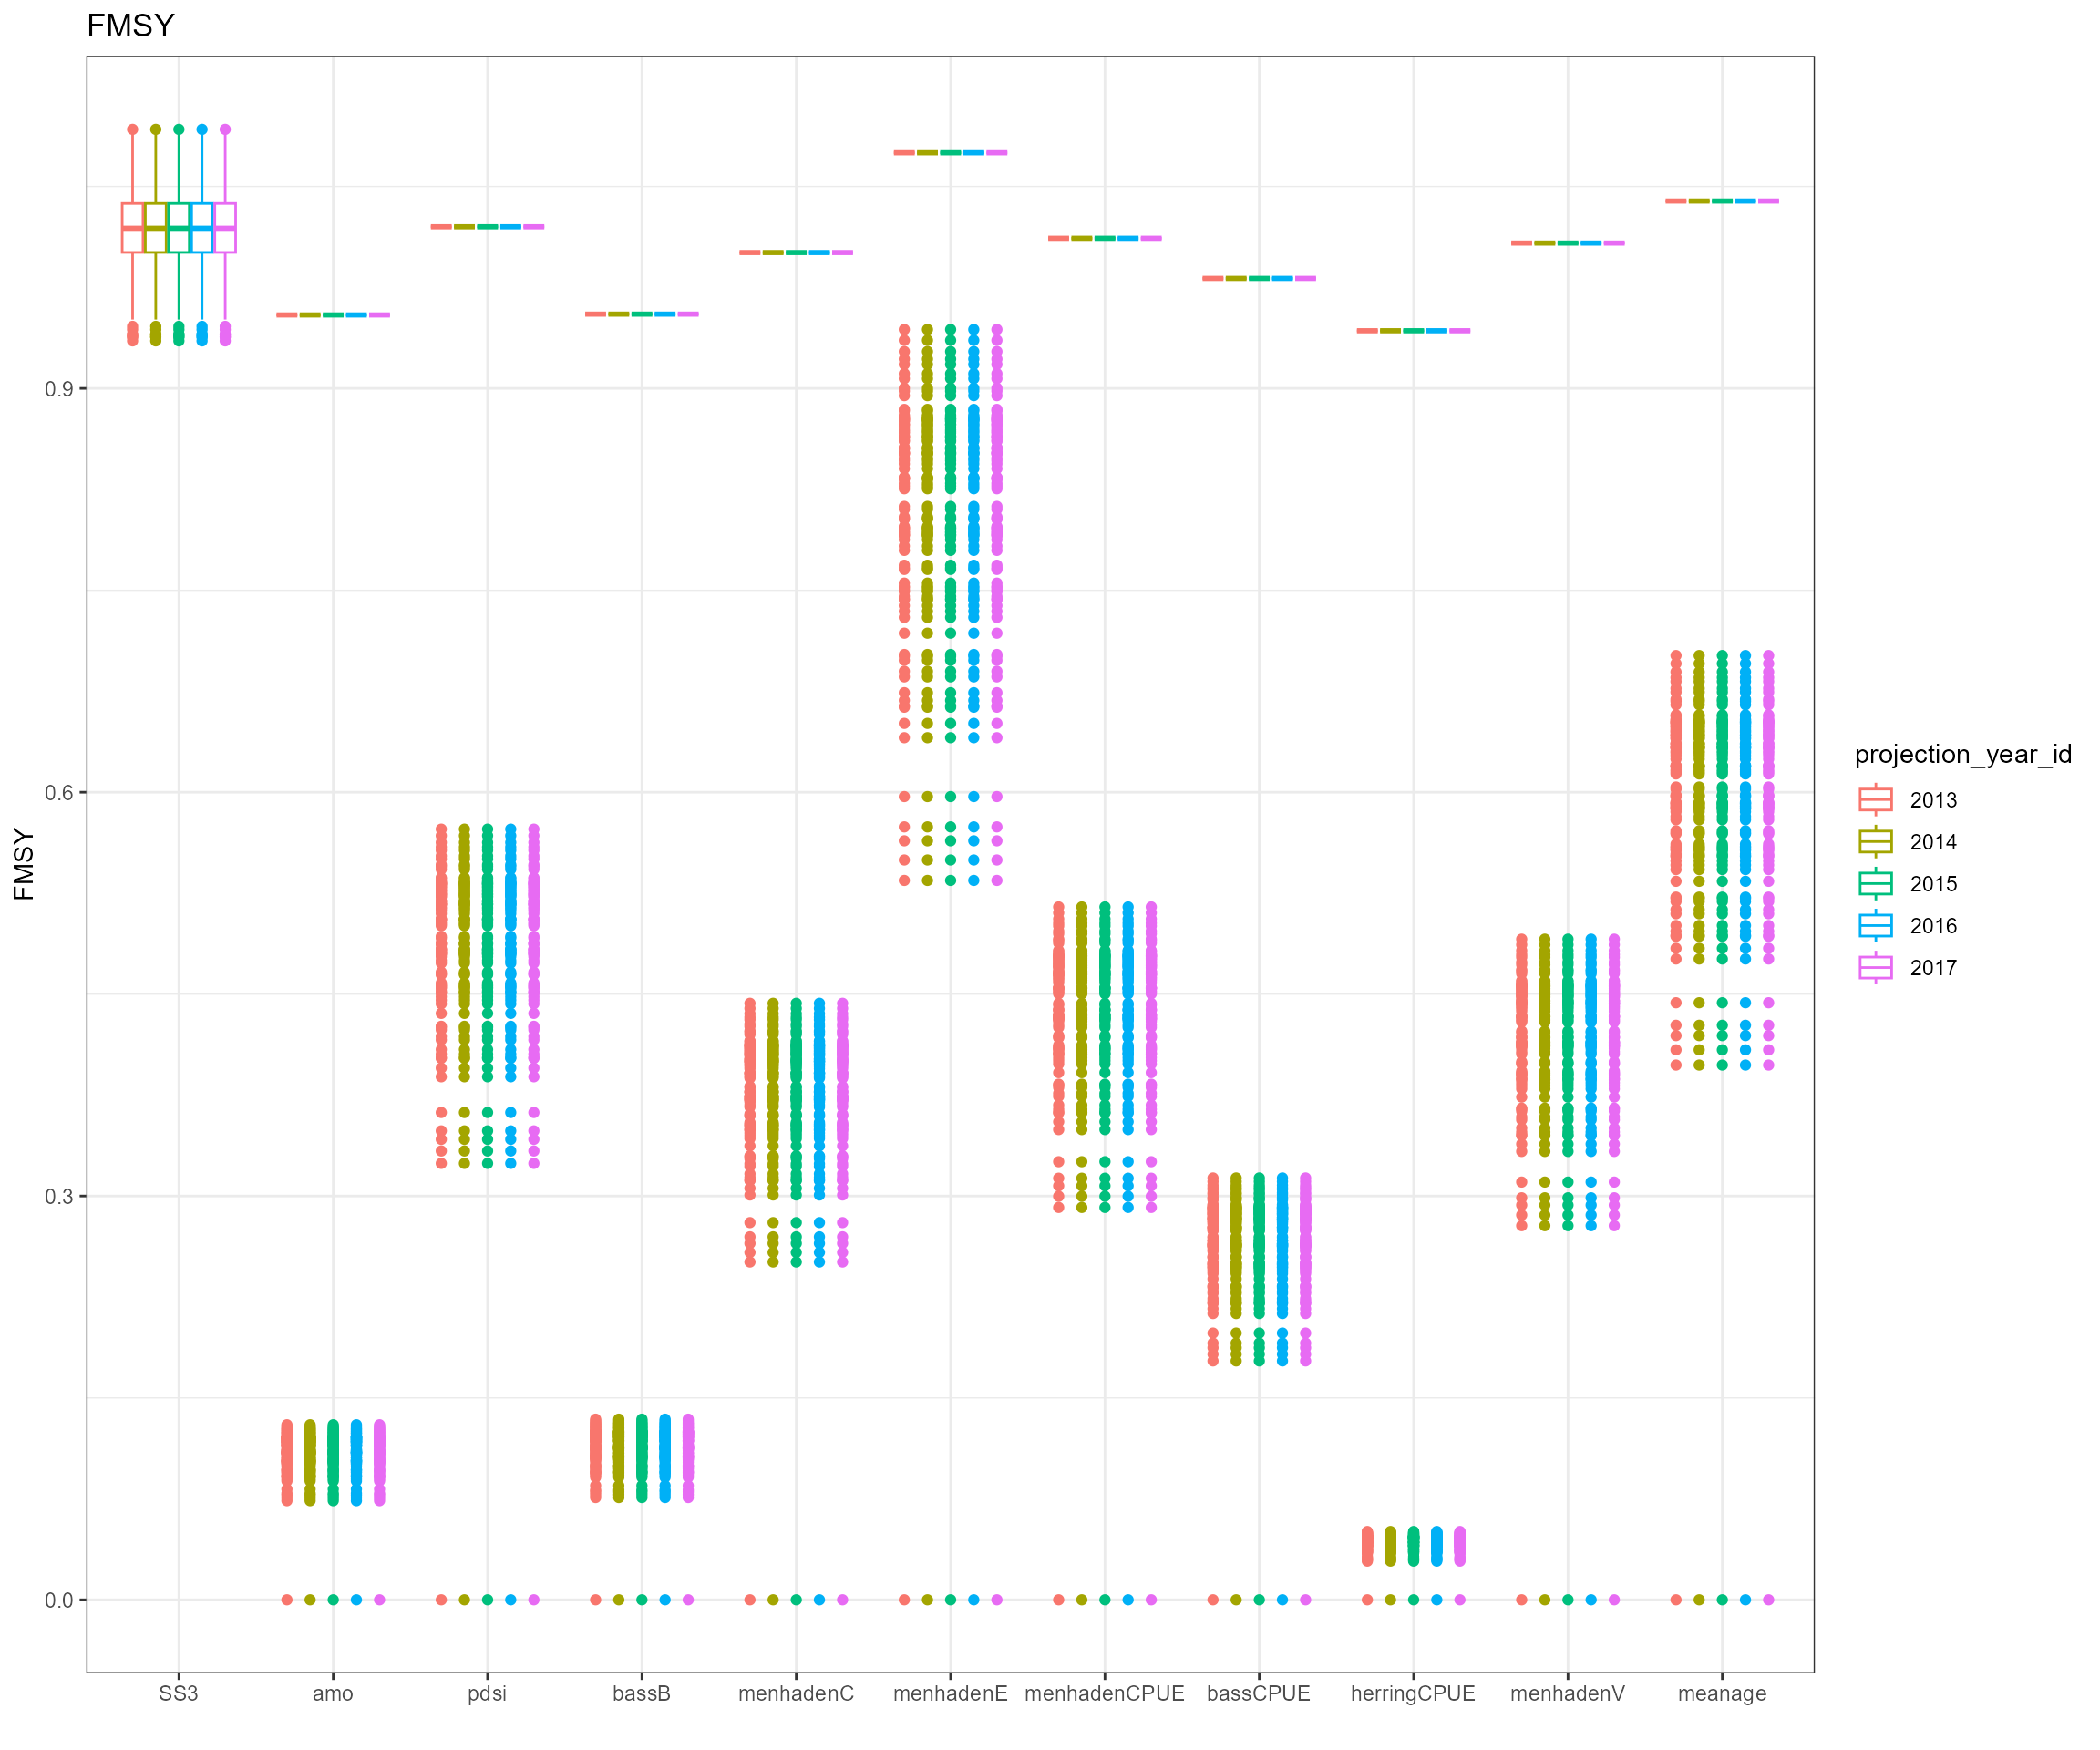 FMSY
FMSY
0.9
0.6
0.3
0.0
SS3 amo pdsi bassB menhadenC menhadenE menhadenCPUE bassCPUE herringCPUE menhadenV meanage
projection_year_id
2013
2014
2015
2016
2017